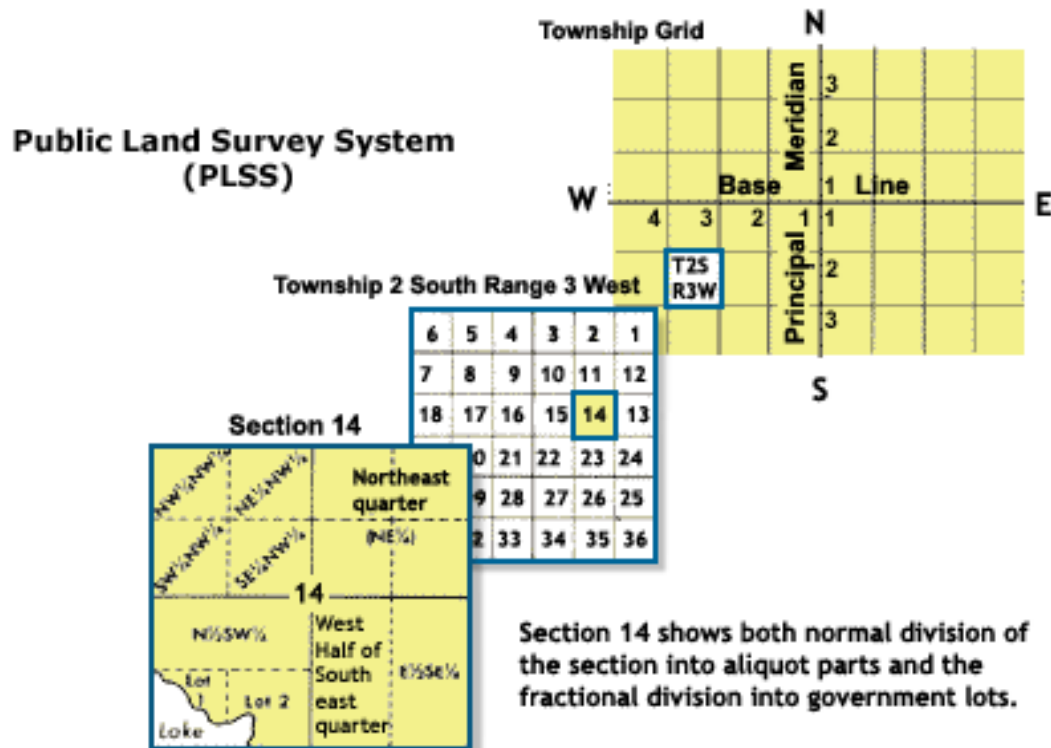 Township Grid
N
Public Land Survey System
(PLSS)
Meridian
3
2
1
W
Base
Line
E
4
3
2
1
1
T2S
R3W
Principal
2
3
S
Township 2 South Range 3 West
6 5 4 3 2 1
7 8 9 10 11 12
18 17 16 15 14 13
0 21 22 23 24
9 28 27 26 25
2 33 34 35 36
Section 14
NW¼NW¼
NE¼NW¼
SW¼NW¼
SE¼NW¼
Northeast
quarter
(NE¼)
14
N½SW¼
West
Half of
South
east
quarter
E½SE¼
Lot
1
Lot 2
Lake
Section 14 shows both normal division of
the section into aliquot parts and the
fractional division into government lots.